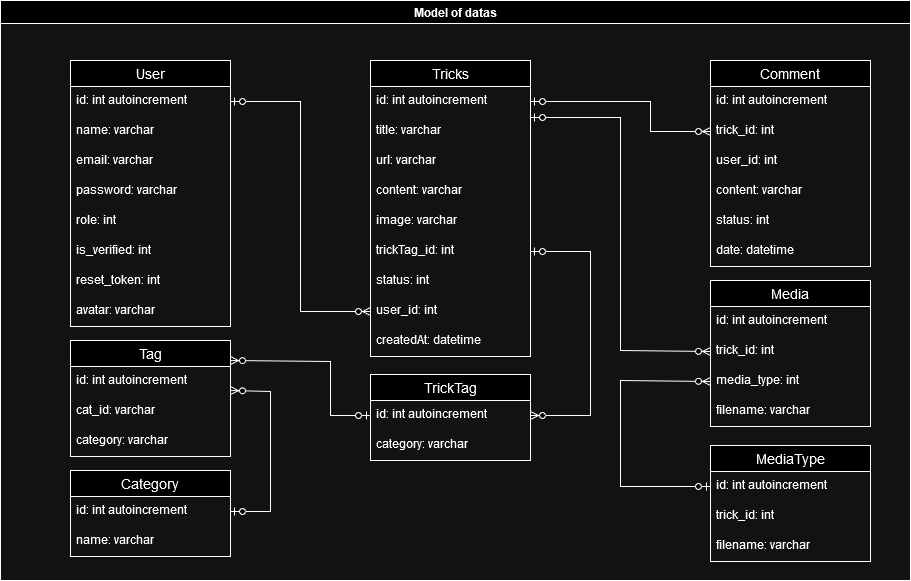 Model of datas
User
id: int autoincrement
name: varchar
email: varchar
password: varchar
role: int
is_verified: int
reset_token: int
avatar: varchar
Tag
id: int autoincrement
cat_id: varchar
category: varchar
Category
id: int autoincrement
name: varchar
Tricks
id: int autoincrement
title: varchar
url: varchar
content: varchar
image: varchar
trickTag_id: int
status: int
user_id: int
createdAt: datetime
TrickTag
id: int autoincrement
category: varchar
Comment
id: int autoincrement
trick_id: int
user_id: int
content: varchar
status: int
date: datetime
Media
id: int autoincrement
trick_id: int
media_type: int
filename: varchar
MediaType
id: int autoincrement
trick_id: int
filename: varchar